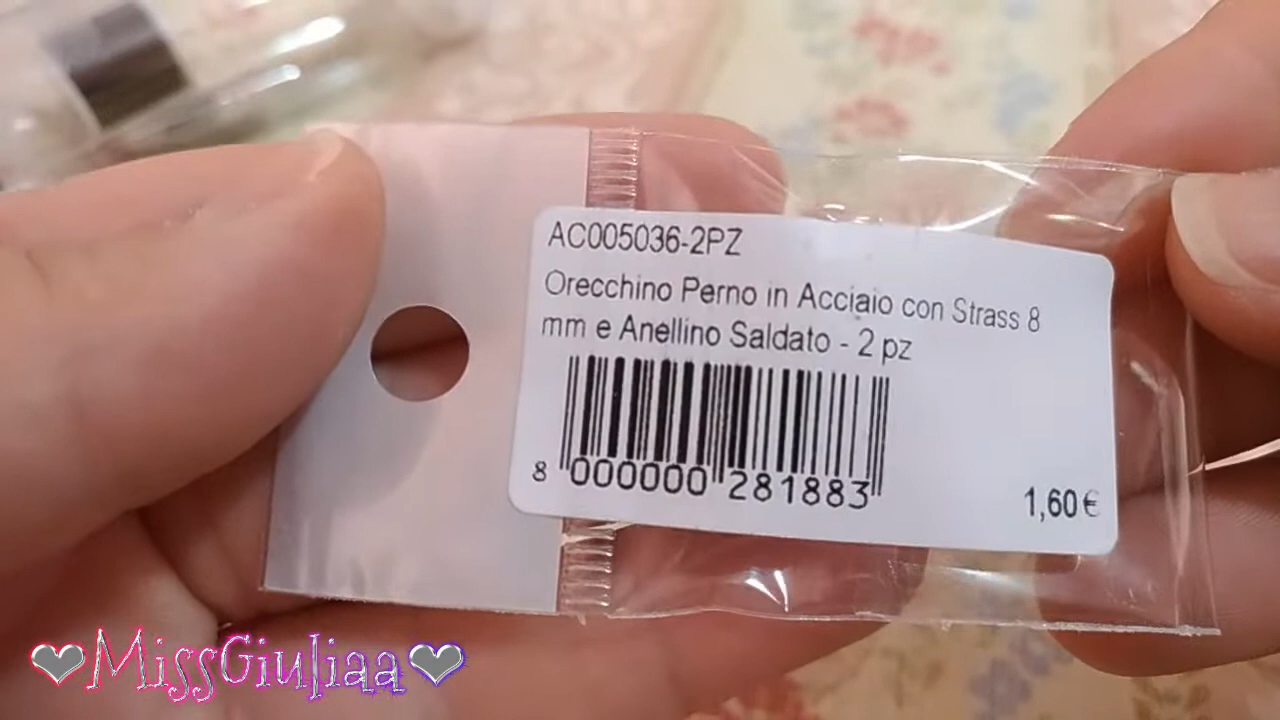 AC005036-2PZ
Orecchino Perno in Acciaio con Strass 8
mm e Anellino Saldato - 2 pz
8 000000 281883
1,60€
❤MissGiuliaa❤